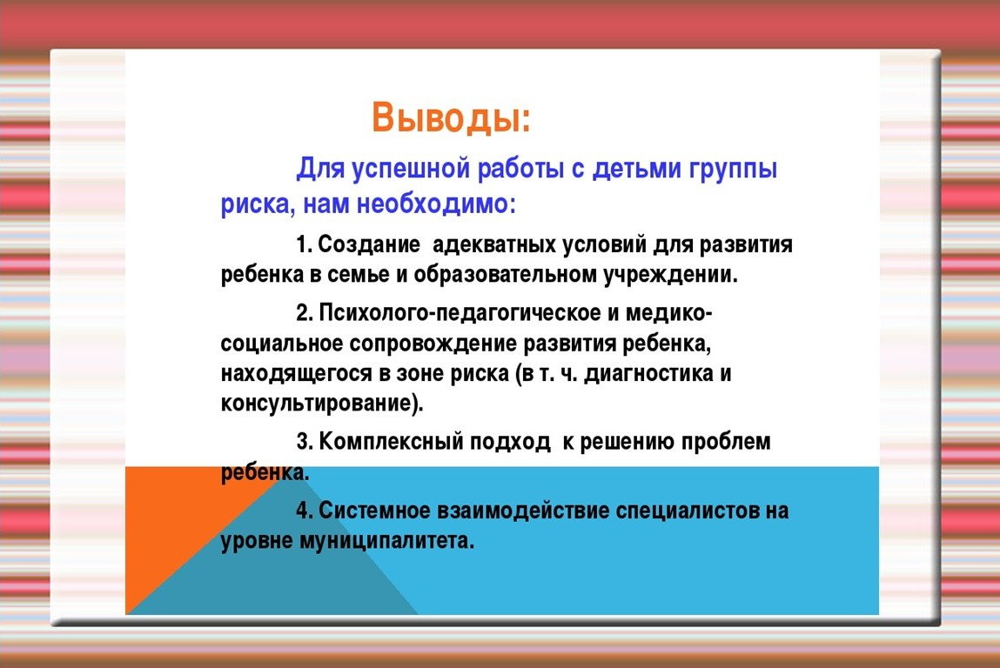 Выводы:
Для успешной работы с детьми группы
риска, нам необходимо:
1. Создание адекватных условий для развития
ребенка в семье и образовательном учреждении.
2. Психолого-педагогическое и медико-
социальное сопровождение развития ребенка,
находящегося в зоне риска (в т. ч. диагностика и
консультирование).
3. Комплексный подход к решению проблем
ребенка.
4. Системное взаимодействие специалистов на
уровне муниципалитета.